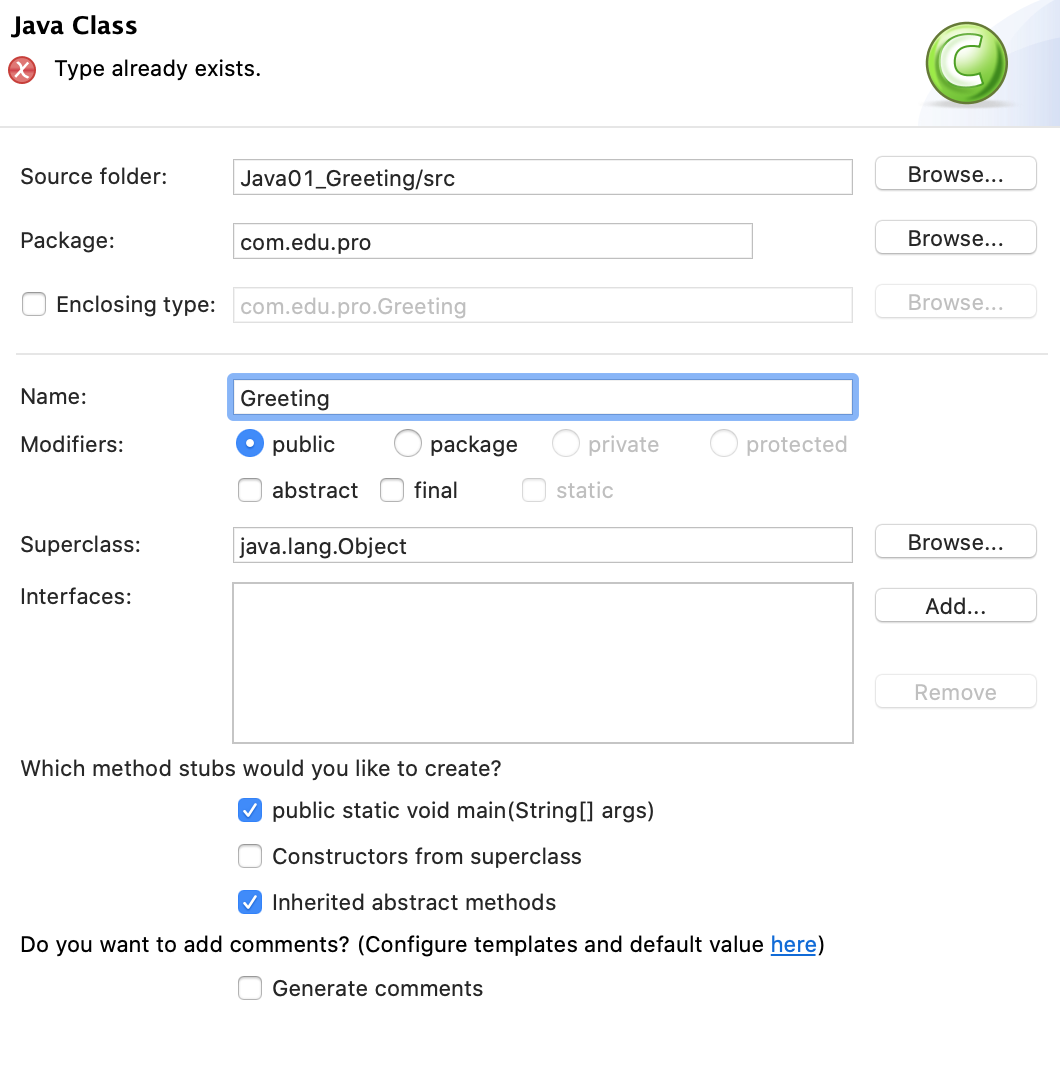 Java Class
Type already exists.
Source folder: Java01_Greeting/src Browse...
Package: com.edu.pro Browse...
Enclosing type: com.edu.pro.Greeting Browse...
Name: Greeting
Modifiers: public package private protected
abstract final static
Superclass: java.lang.Object Browse...
Interfaces: Add...
Remove
Which method stubs would you like to create?
public static void main(String[] args)
Constructors from superclass
Inherited abstract methods
Do you want to add comments? (Configure templates and default value here)
Generate comments